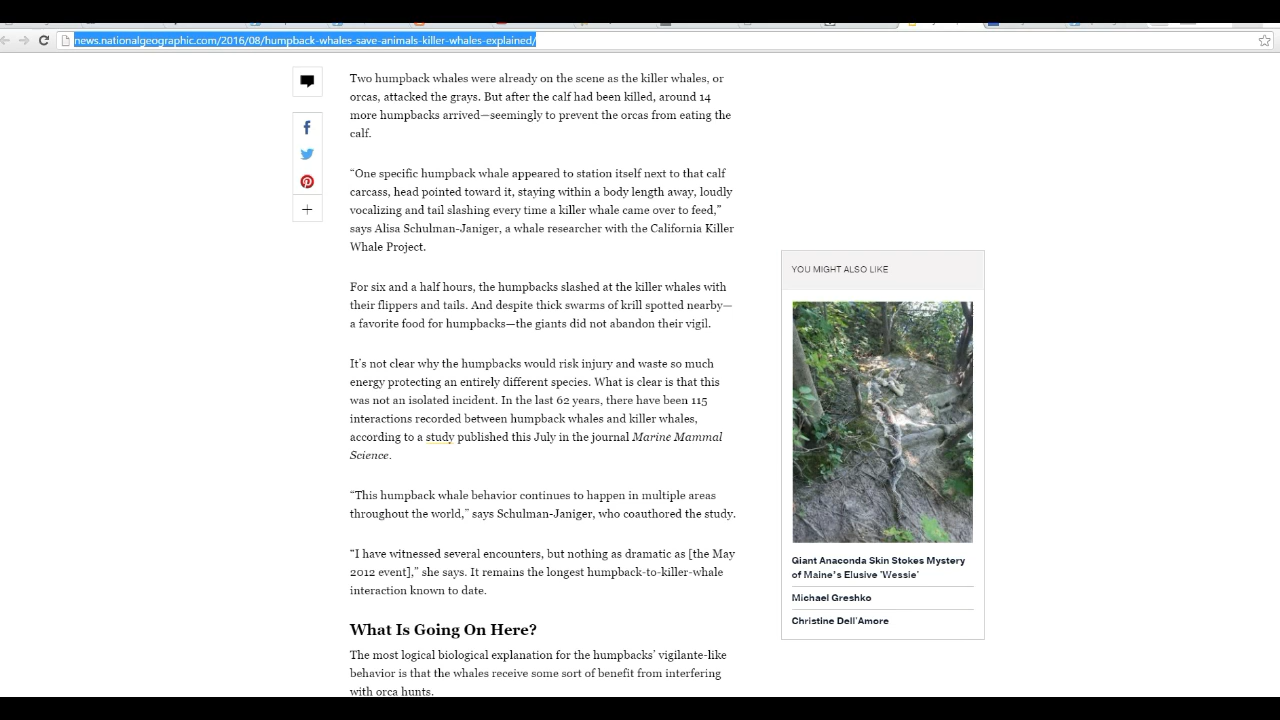 news.nationalgeographic.com/2016/08/humpback-whales-save-animals-killer-whales-explained/
Two humpback whales were already on the scene as the killer whales, or
orcas, attacked the grays. But after the calf had been killed, around 14
more humpbacks arrived—seemingly to prevent the orcas from eating the
calf.
“One specific humpback whale appeared to station itself next to that calf
carcass, head pointed toward it, staying within a body length away, loudly
vocalizing and tail slashing every time a killer whale came over to feed,”
says Alisa Schulman-Janiger, a whale researcher with the California Killer
Whale Project.
For six and a half hours, the humpbacks slashed at the killer whales with
their flippers and tails. And despite thick swarms of krill spotted nearby—
a favorite food for humpbacks—the giants did not abandon their vigil.
It’s not clear why the humpbacks would risk injury and waste so much
energy protecting an entirely different species. What is clear is that this
was not an isolated incident. In the last 62 years, there have been 115
interactions recorded between humpback whales and killer whales,
according to a study published this July in the journal Marine Mammal
Science.
“This humpback whale behavior continues to happen in multiple areas
throughout the world,” says Schulman-Janiger, who coauthored the study.
“I have witnessed several encounters, but nothing as dramatic as [the May
2012 event],” she says. It remains the longest humpback-to-killer-whale
interaction known to date.
What Is Going On Here?
The most logical biological explanation for the humpbacks’ vigilante-like
behavior is that the whales receive some sort of benefit from interfering
with orca hunts.
YOU MIGHT ALSO LIKE
Giant Anaconda Skin Stokes Mystery
of Maine's Elusive 'Wessie'
Michael Greshko
Christine Dell'Amore